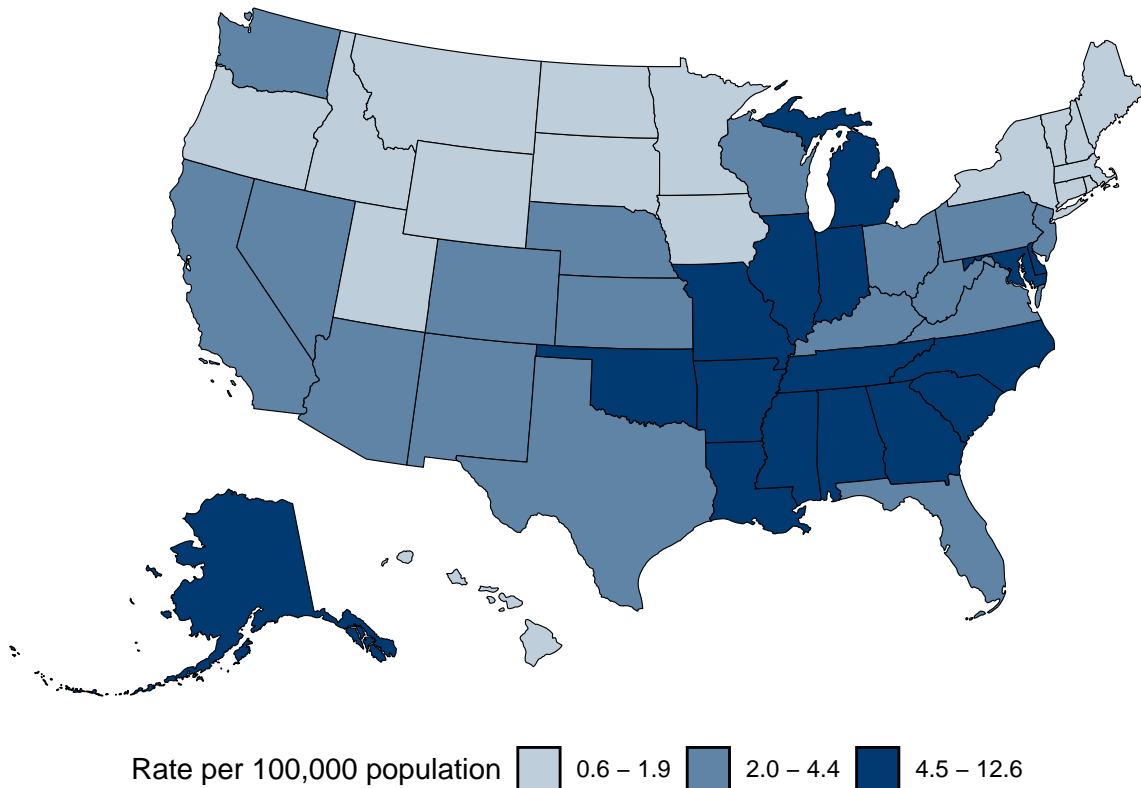 Rate per 100,000 population 0.6 – 1.9 2.0 – 4.4 4.5 – 12.6